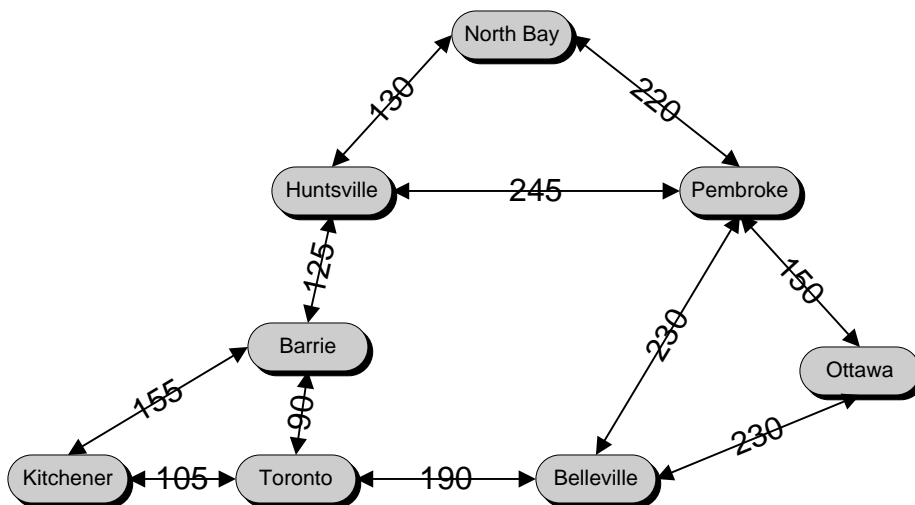 North Bay
130
220
Huntsville
245
Pembroke
125
150
230
Barrie
Ottawa
155
90
230
Kitchener
105
Toronto
190
Belleville